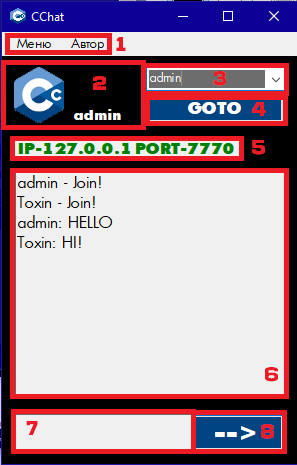 CChat
Меню Автор 1
2
C C
admin
admin 3
GOTO 4
IP-127.0.0.1 PORT-7770 5
admin - Join!
Toxin - Join!
admin: HELLO
Toxin: HI!
6
7
--> 8